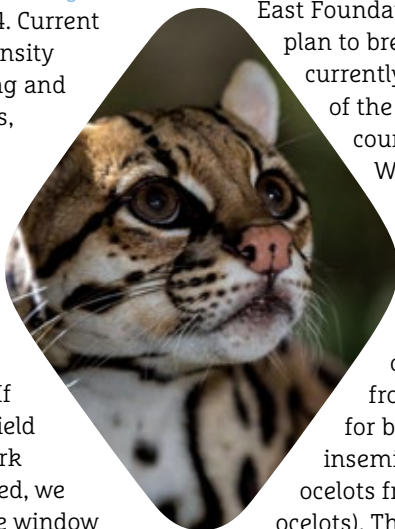 4. Current
nsity
ng and
s,
If
ield
rk
ed, we
e window
East Founda
plan to bre
currently
of the
cour
W
fro
for b
insemi
ocelots fr
ocelots). Th